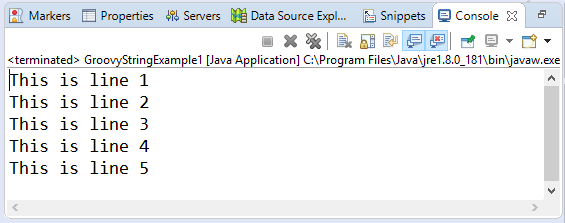 Markers Properties Servers Data Source Expl... Snippets Console
<terminated> GroovyStringExample1 [Java Application] C:\Program Files\Java\jre1.8.0_181\bin\javaw.exe
This is line 1
This is line 2
This is line 3
This is line 4
This is line 5